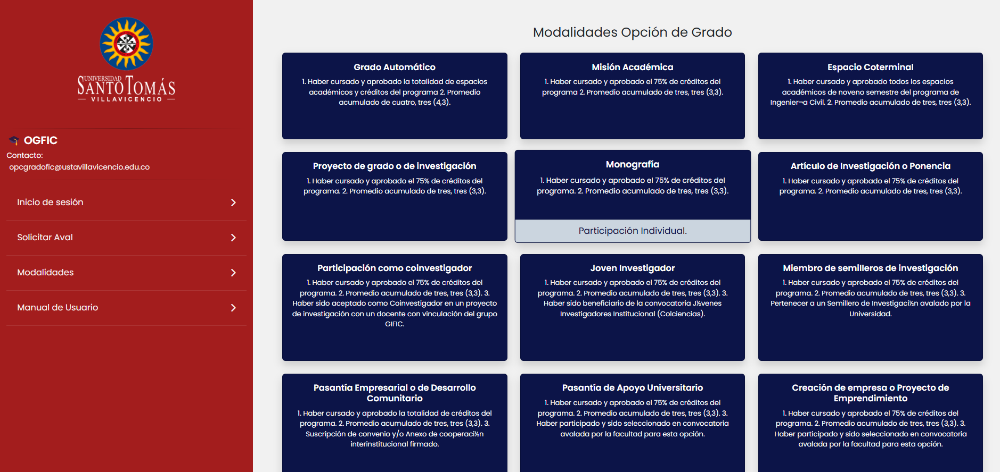 UNIVERSIDAD
SANTO TOMÁS
VILLAVICENCIO
OGFIC
Contacto:
opcgradofic@ustavillavicencio.edu.co
Inicio de sesión
Solicitar Aval
Modalidades
Manual de Usuario
Modalidades Opción de Grado
Grado Automático
1. Haber cursado y aprobado la totalidad de espacios
académicos y créditos del programa 2. Promedio
acumulado de cuatro, tres (4,3).
Misión Académica
1. Haber cursado y aprobado el 75% de créditos del
programa 2. Promedio acumulado de tres, tres (3,3).
Espacio Coterminal
1. Haber cursado y aprobado todos los espacios
académicos de noveno semestre del programa de
Ingenier¬a Civil. 2. Promedio acumulado de tres, tres (3,3).
Proyecto de grado o de investigación
1. Haber cursado y aprobado el 75% de créditos del
programa. 2. Promedio acumulado de tres, tres (3,3).
Monografía
1. Haber cursado y aprobado el 75% de créditos del
programa. 2. Promedio acumulado de tres, tres (3,3).
Participación Individual.
Artículo de Investigación o Ponencia
1. Haber cursado y aprobado el 75% de créditos del
programa. 2. Promedio acumulado de tres, tres (3,3).
Participación como coinvestigador
1. Haber cursado y aprobado el 75% de créditos del
programa. 2. Promedio acumulado de tres, tres (3,3). 3.
Haber sido aceptado como Coinvestigador en un proyecto
de investigación con un docente con vinculación del grupo
GIFIC.
Joven Investigador
1. Haber cursado y aprobado el 75% de créditos del
programa. 2. Promedio acumulado de tres, tres (3,3). 3.
Haber sido beneficiario de la convocatoria J½venes
Investigadores Institucional (Colciencias).
Miembro de semilleros de investigación
1. Haber cursado y aprobado el 75% de créditos del
programa. 2. Promedio acumulado de tres, tres (3,3). 3.
Pertenecer a un Semillero de Investigaci½n avalado por la
Universidad.
Pasantía Empresarial o de Desarrollo
Comunitario
1. Haber cursado y aprobado la totalidad de créditos del
programa. 2. Promedio acumulado de tres, tres (3,3). 3.
Suscripción de convenio y/o Anexo de cooperaci½n
interinstitucional firmado.
Pasantía de Apoyo Universitario
1. Haber cursado y aprobado el 75% de créditos del
programa. 2. Promedio acumulado de tres, tres (3,3). 3.
Haber participado y sido seleccionado en convocatoria
avalada por la facultad para esta opción.
Creación de empresa o Proyecto de
Emprendimiento
1. Haber cursado y aprobado el 75% de créditos del
programa. 2. Promedio acumulado de tres, tres (3,3). 3.
Haber participado y sido seleccionado en convocatoria
avalada por la facultad para esta opción.